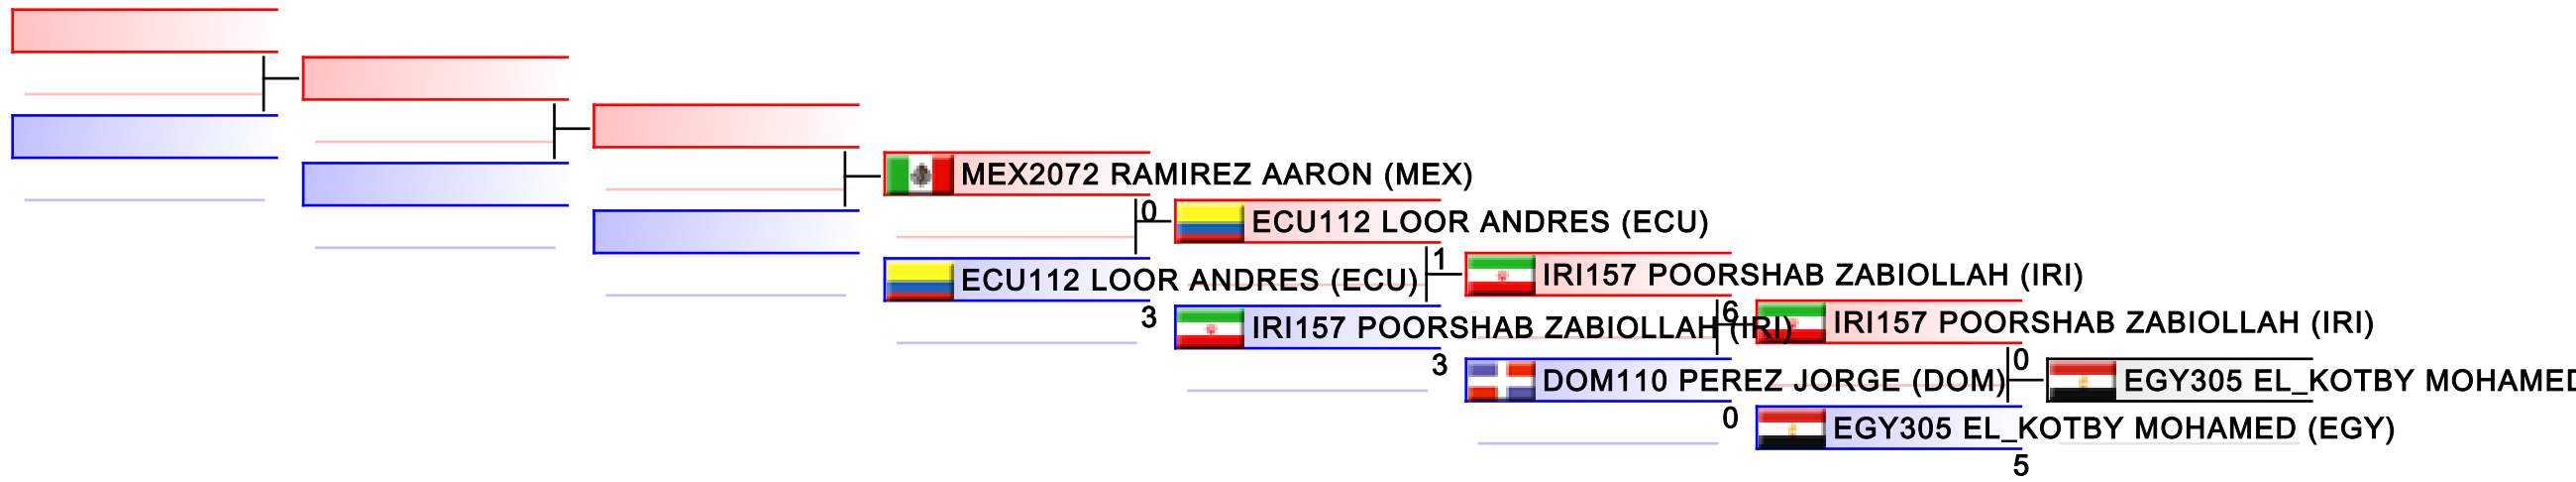 MEX2072 RAMIREZ AARON (MEX)
0
ECU112 LOOR ANDRES (ECU)
ECU112 LOOR ANDRES (ECU)
3
1
IRI157 POORSHAB ZABIOLLAH (IRI)
IRI157 POORSHAB ZABIOLLAH (IRI)
3
6
IRI157 POORSHAB ZABIOLLAH (IRI)
DOM110 PEREZ JORGE (DOM)
0
0
EGY305 EL_KOTBY MOHAMED
EGY305 EL_KOTBY MOHAMED (EGY)
5